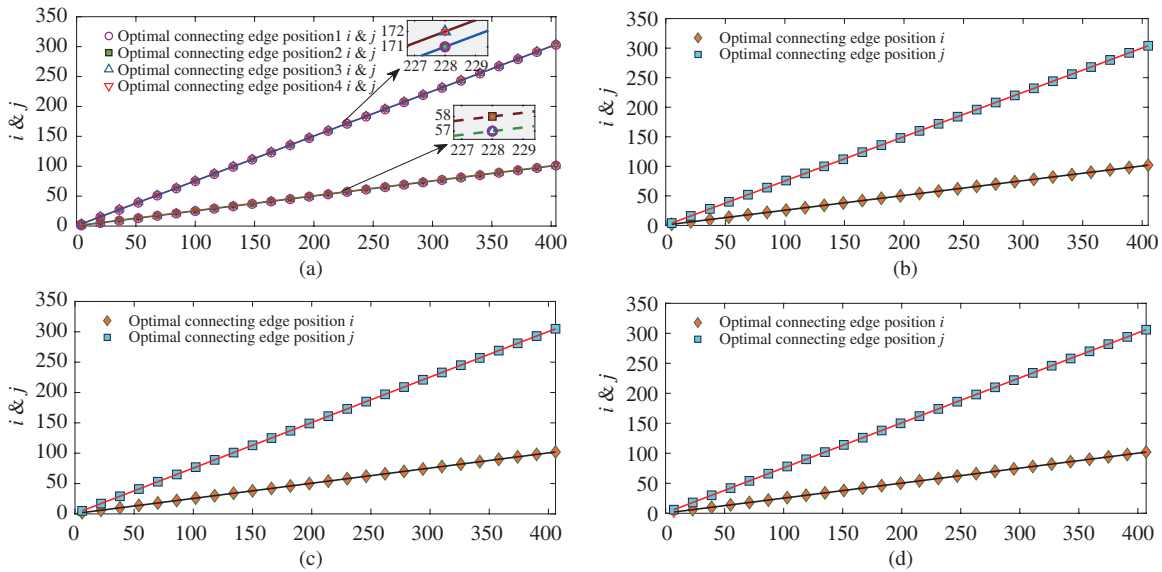 350
300
250
200
150
100
50
0
i & j
Optimal connecting edge position1 i & j
Optimal connecting edge position2 i & j
Optimal connecting edge position3 i & j
Optimal connecting edge position4 i & j
172
171
227 228 229
58
57
227 228 229
0 50 100 150 200 250 300 350 400
(a)
350
300
250
200
150
100
50
0
i & j
Optimal connecting edge position i
Optimal connecting edge position j
0 50 100 150 200 250 300 350 400
(b)
350
300
250
200
150
100
50
0
i & j
Optimal connecting edge position i
Optimal connecting edge position j
0 50 100 150 200 250 300 350 400
(c)
350
300
250
200
150
100
50
0
i & j
Optimal connecting edge position i
Optimal connecting edge position j
0 50 100 150 200 250 300 350 400
(d)